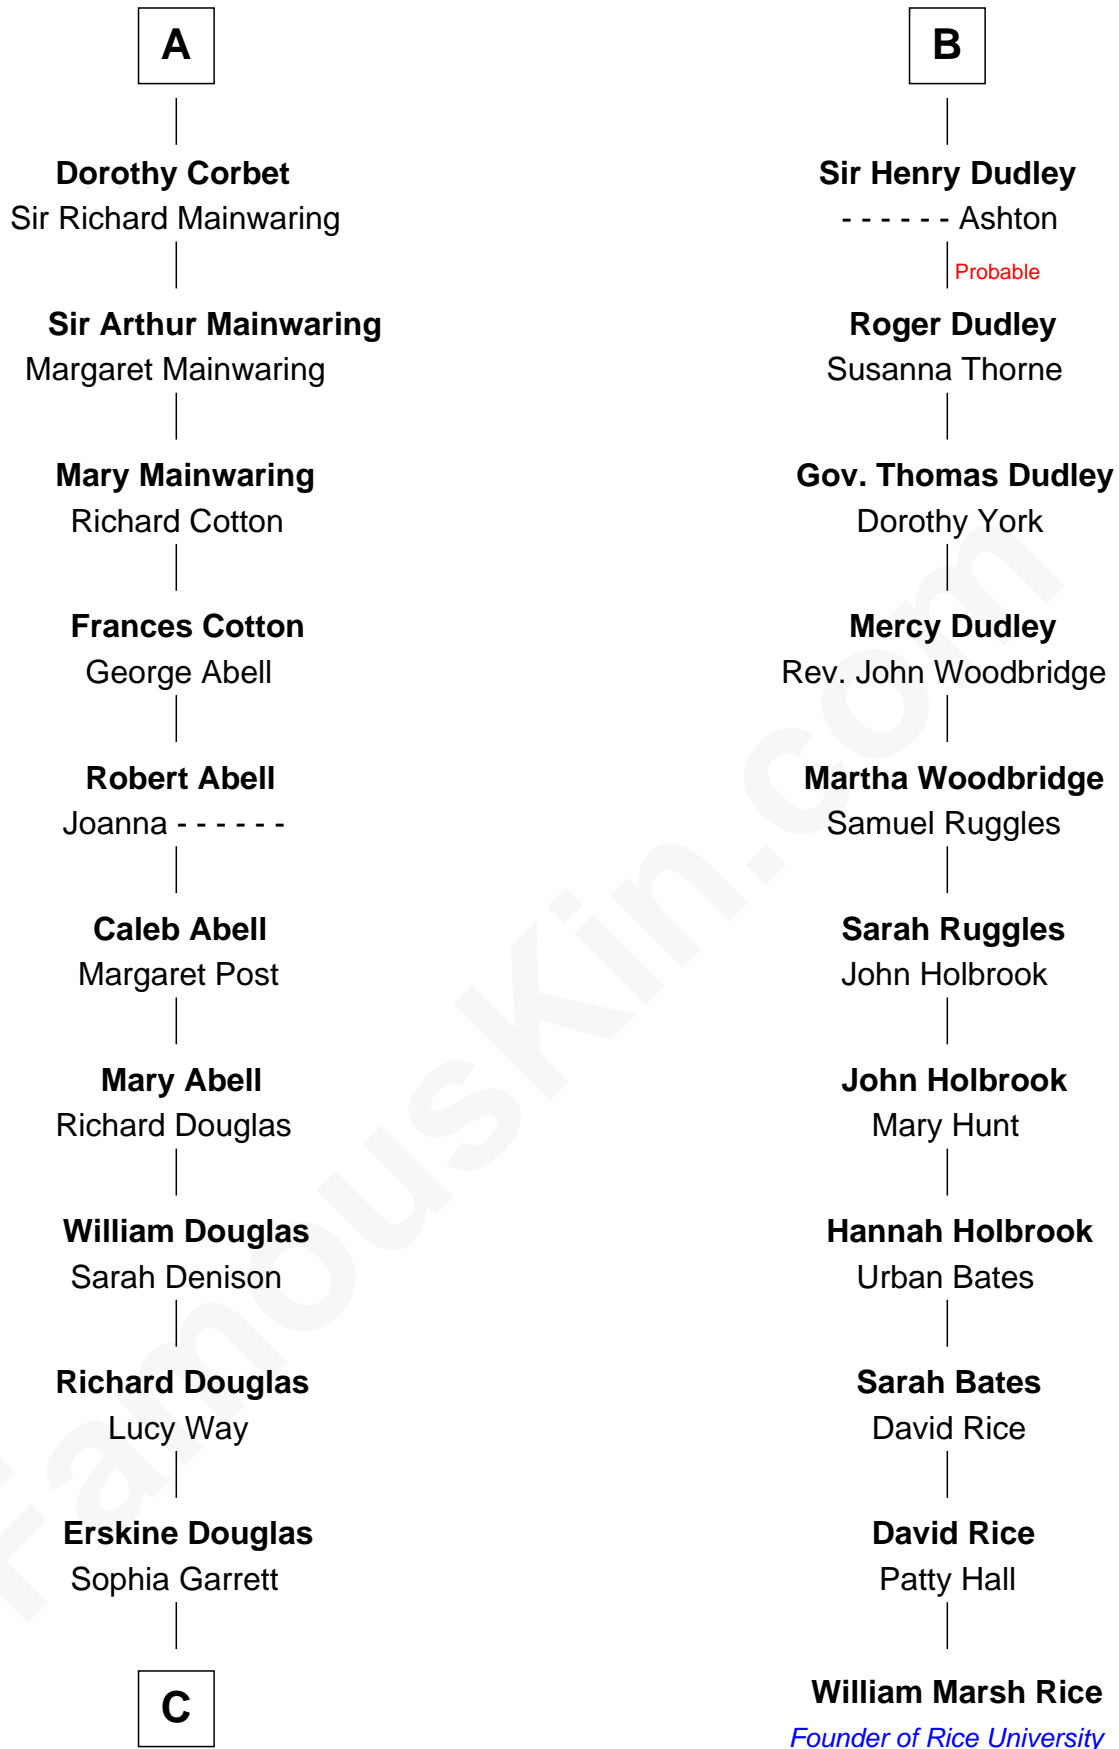 A
Dorothy Corbet
Sir Richard Mainwaring
Sir Arthur Mainwaring
Margaret Mainwaring
Mary Mainwaring
Richard Cotton
Frances Cotton
George Abell
Robert Abell
Joanna - - - - - -
Caleb Abell
Margaret Post
Mary Abell
Richard Douglas
William Douglas
Sarah Denison
Richard Douglas
Lucy Way
Erskine Douglas
Sophia Garrett
C
B
Sir Henry Dudley
- - - - - - Ashton
Probable
Roger Dudley
Susanna Thorne
Gov. Thomas Dudley
Dorothy York
Mercy Dudley
Rev. John Woodbridge
Martha Woodbridge
Samuel Ruggles
Sarah Ruggles
John Holbrook
John Holbrook
Mary Hunt
Hannah Holbrook
Urban Bates
Sarah Bates
David Rice
David Rice
Patty Hall
William Marsh Rice
Founder of Rice University
FamousKin.com